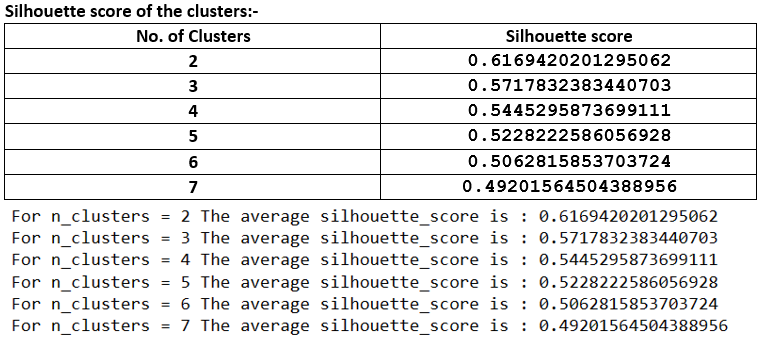 Silhouette score of the clusters:-
No. of Clusters Silhouette score
2 0.6169420201295062
3 0.5717832383440703
4 0.5445295873699111
5 0.5228222586056928
6 0.5062815853703724
7 0.49201564504388956
For n_clusters = 2 The average silhouette_score is : 0.6169420201295062
For n_clusters = 3 The average silhouette_score is : 0.5717832383440703
For n_clusters = 4 The average silhouette_score is : 0.5445295873699111
For n_clusters = 5 The average silhouette_score is : 0.5228222586056928
For n_clusters = 6 The average silhouette_score is : 0.5062815853703724
For n_clusters = 7 The average silhouette_score is : 0.49201564504388956